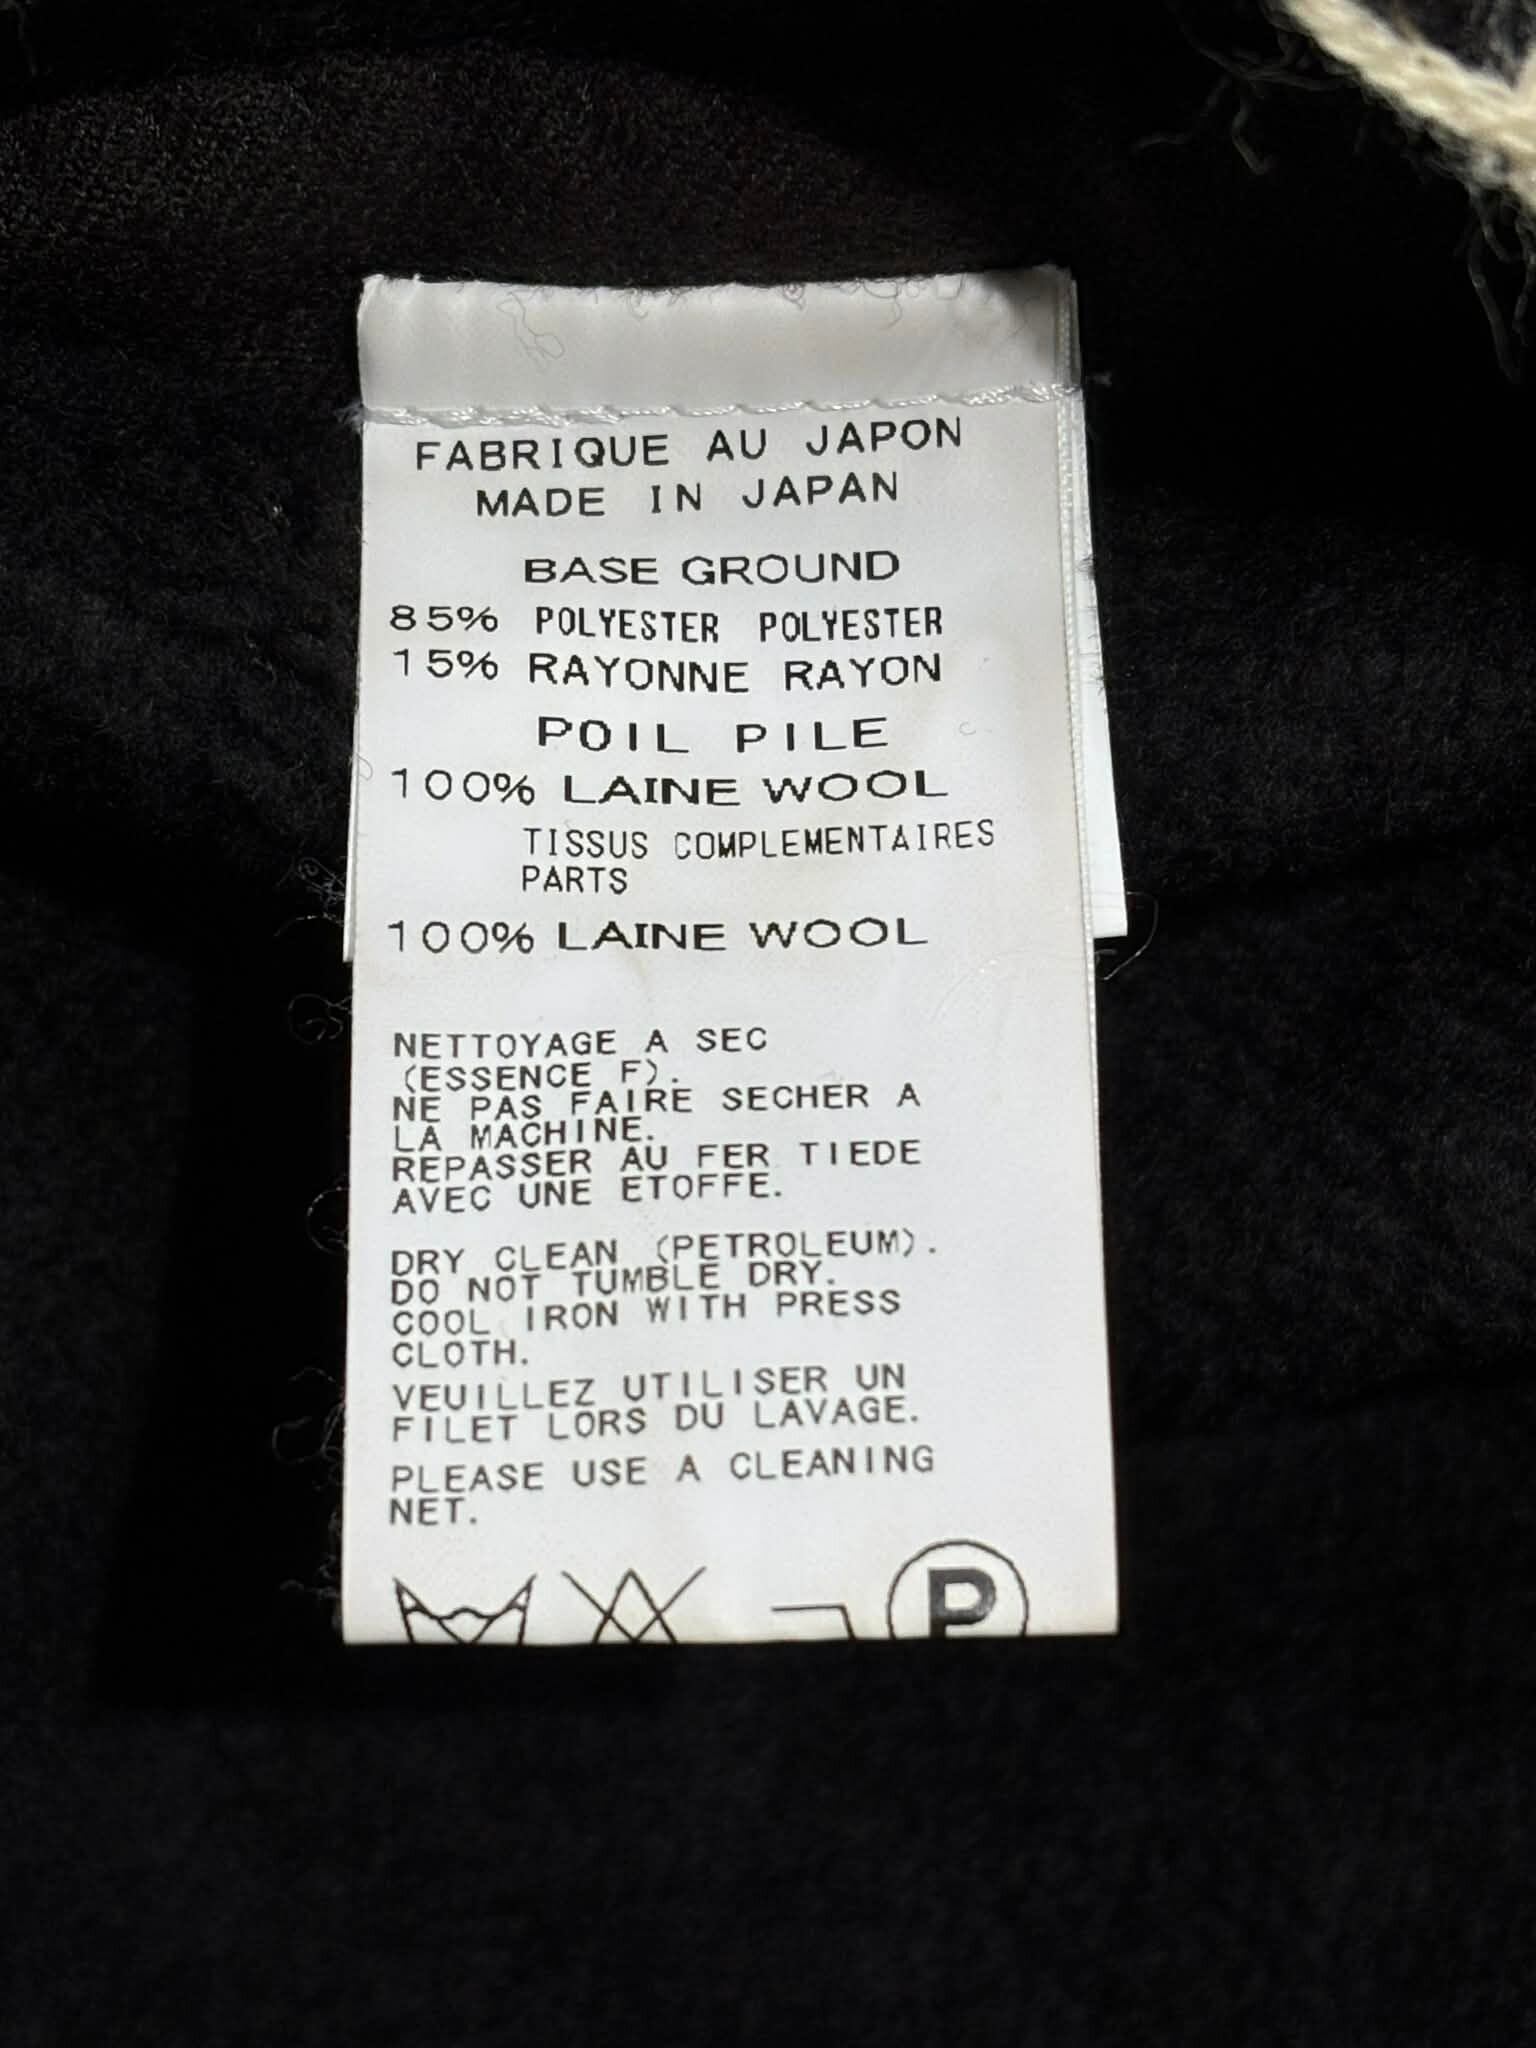 FABRIQUE AU JAPON
MADE IN JAPAN
BASE GROUND
85% POLYESTER POLYESTER
15% RAYONNE RAYON
POIL PILE
100% LAINE WOOL
TISSUS COMPLEMENTAIRES
PARTS
100% LAINE WOOL
NETTOYAGE A SEC
(ESSENCE F).
NE PAS FAIRE SECHER A
LA MACHINE.
REPASSER AU FER TIEDE
AVEC UNE ETOFFE.
DRY CLEAN (PETROLEUM).
DO NOT TUMBLE DRY.
COOL IRON WITH PRESS
CLOTH.
VEUILLEZ UTILISER UN
FILET LORS DU LAVAGE.
PLEASE USE A CLEANING
NET.
P